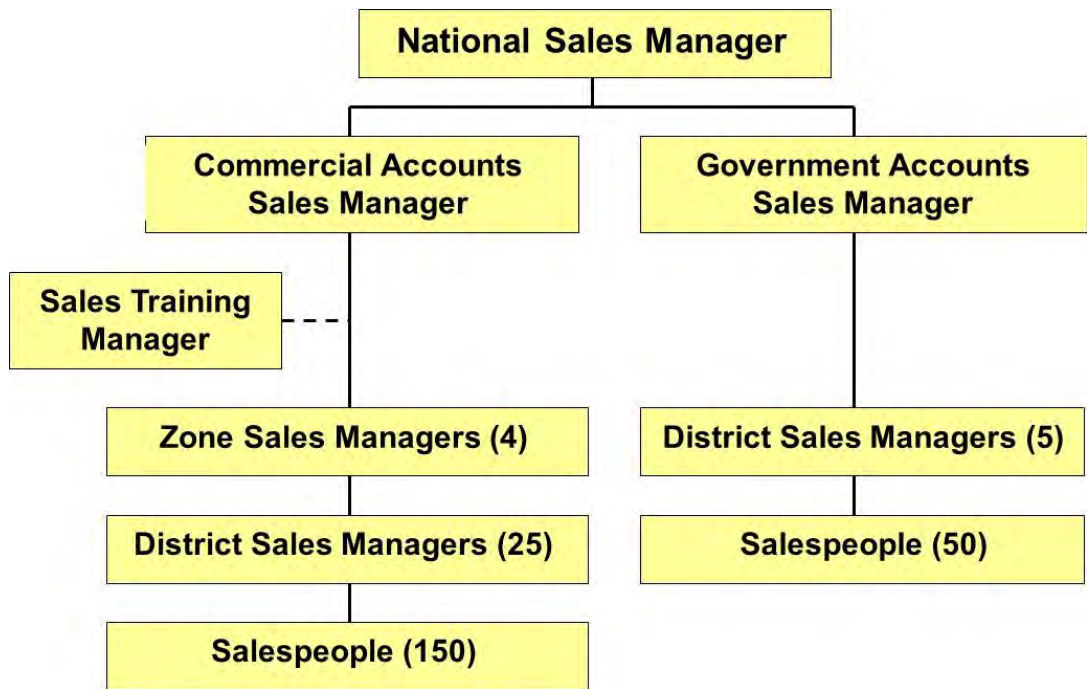 National Sales Manager
Commercial Accounts
Sales Manager
Government Accounts
Sales Manager
Sales Training
Manager
Zone Sales Managers (4)
District Sales Managers (5)
District Sales Managers (25)
Salespeople (50)
Salespeople (150)